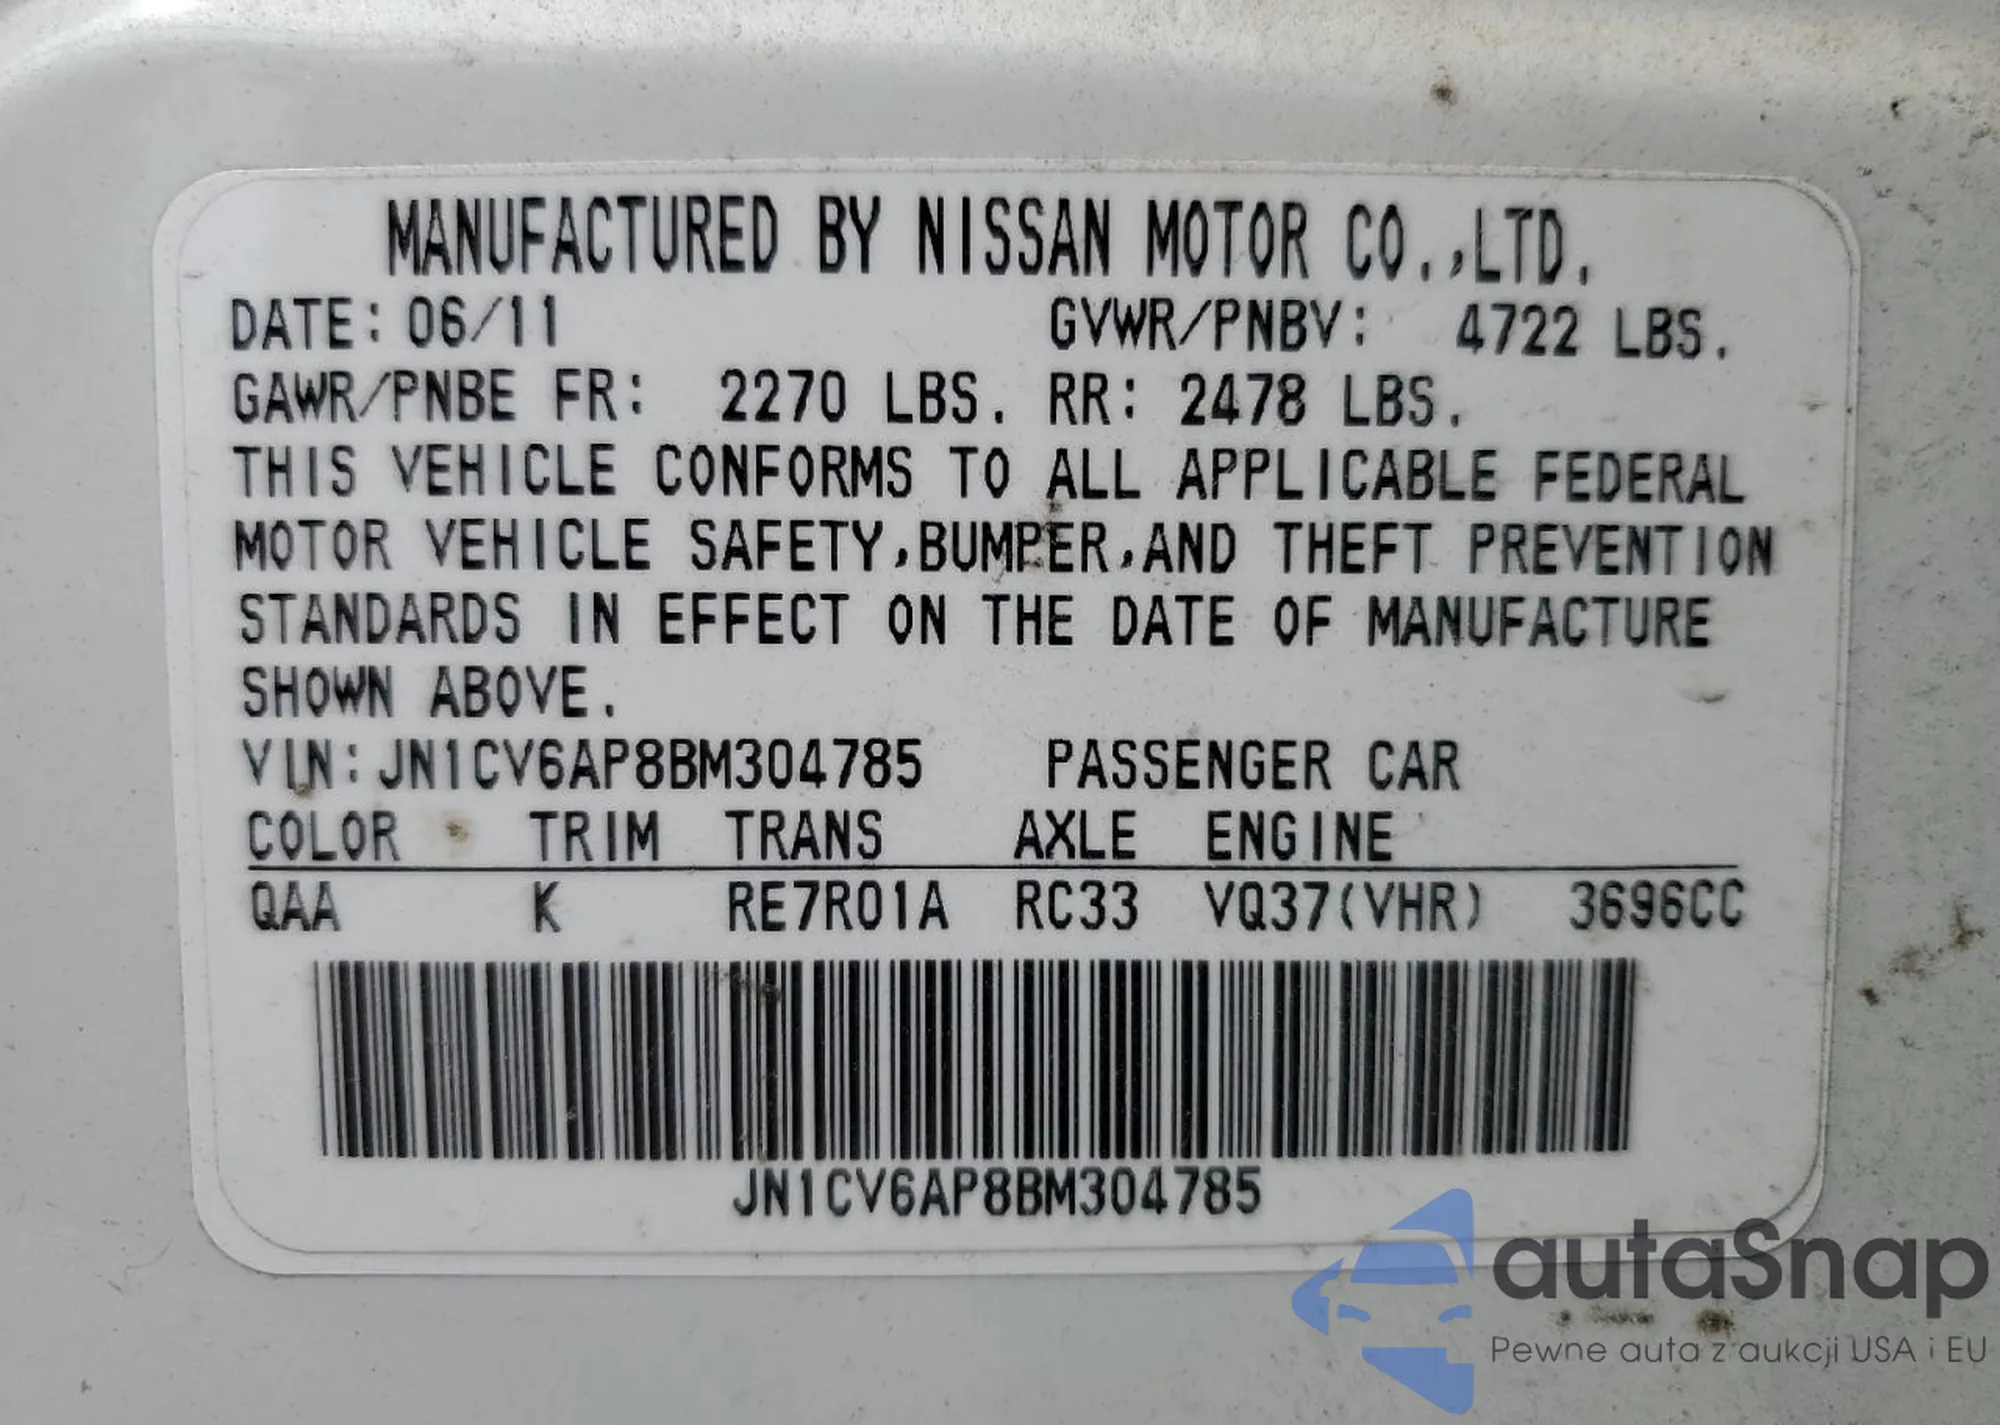 MANUFACTURED BY NISSAN MOTOR CO.,LTD.
DATE: 06/11 GVWR/PNBV: 4722 LBS.
GAWR/PNBE FR: 2270 LBS. RR: 2478 LBS.
THIS VEHICLE CONFORMS TO ALL APPLICABLE FEDERAL
MOTOR VEHICLE SAFETY,BUMPER,AND THEFT PREVENTION
STANDARDS IN EFFECT ON THE DATE OF MANUFACTURE
SHOWN ABOVE.
VIN:JN1CV6AP8BM304785 PASSENGER CAR
COLOR TRIM TRANS AXLE ENGINE
QAA K RE7R01A RC33 VQ37(VHR) 3696CC
JN1CV6AP8BM304785
autaSnap
Pewne auta z aukcji USA i EU